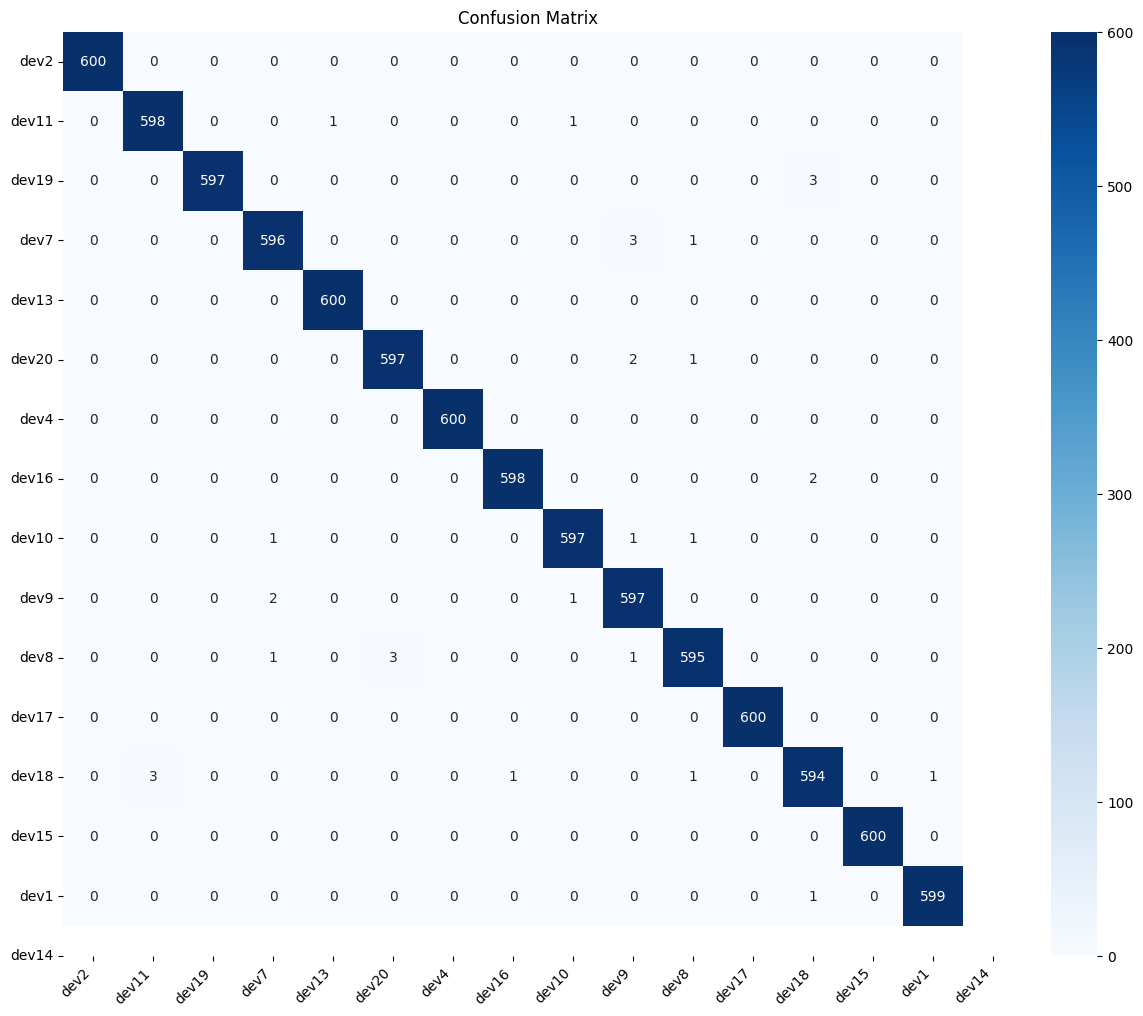 Confusion Matrix
dev2 600 0 0 0 0 0 0 0 0 0 0 0 0 0 0
dev11 0 598 0 0 1 0 0 0 1 0 0 0 0 0 0
dev19 0 0 597 0 0 0 0 0 0 0 0 0 3 0 0
dev7 0 0 0 596 0 0 0 0 0 3 1 0 0 0 0
dev13 0 0 0 0 600 0 0 0 0 0 0 0 0 0 0
dev20 0 0 0 0 0 597 0 0 0 2 1 0 0 0 0
dev4 0 0 0 0 0 0 600 0 0 0 0 0 0 0 0
dev16 0 0 0 0 0 0 0 598 0 0 0 0 2 0 0
dev10 0 0 0 1 0 0 0 0 597 1 1 0 0 0 0
dev9 0 0 0 2 0 0 0 0 1 597 0 0 0 0 0
dev8 0 0 0 1 0 3 0 0 0 1 595 0 0 0 0
dev17 0 0 0 0 0 0 0 0 0 0 0 600 0 0 0
dev18 0 3 0 0 0 0 0 1 0 0 1 0 594 0 1
dev15 0 0 0 0 0 0 0 0 0 0 0 0 0 600 0
dev1 0 0 0 0 0 0 0 0 0 0 0 0 1 0 599
dev14
dev2 dev11 dev19 dev7 dev13 dev20 dev4 dev16 dev10 dev9 dev8 dev17 dev18 dev15 dev1 dev14
600
500
400
300
200
100
0